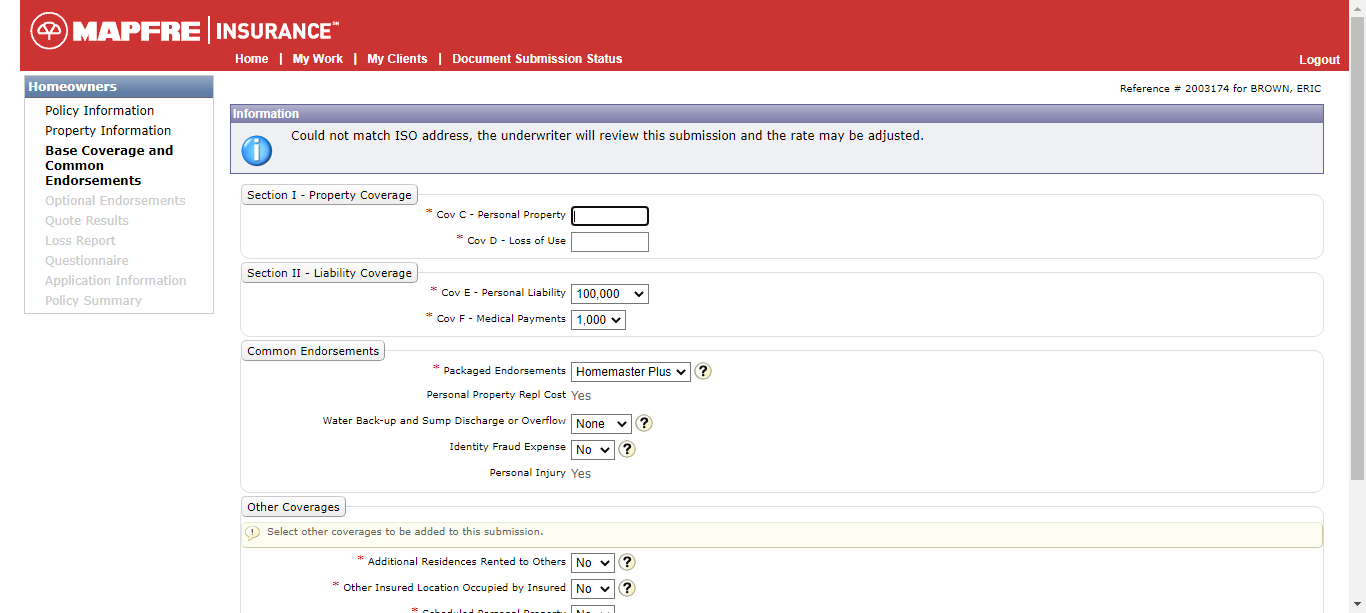 MAPFRE | INSURANCE℠
Home | My Work | My Clients | Document Submission Status
Logout
Homeowners
Policy Information
Property Information
Base Coverage and
Common
Endorsements
Optional Endorsements
Quote Results
Loss Report
Questionnaire
Application Information
Policy Summary
Reference # 2003174 for BROWN, ERIC
Information
Could not match ISO address, the underwriter will review this submission and the rate may be adjusted.
Section I - Property Coverage
* Cov C - Personal Property
* Cov D - Loss of Use
Section II - Liability Coverage
* Cov E - Personal Liability 100,000
* Cov F - Medical Payments 1,000
Common Endorsements
* Packaged Endorsements Homemaster Plus ?
Personal Property Repl Cost Yes
Water Back-up and Sump Discharge or Overflow None ?
Identity Fraud Expense No ?
Personal Injury Yes
Other Coverages
Select other coverages to be added to this submission.
* Additional Residences Rented to Others No ?
* Other Insured Location Occupied by Insured No ?
* Scheduled Personal Property No